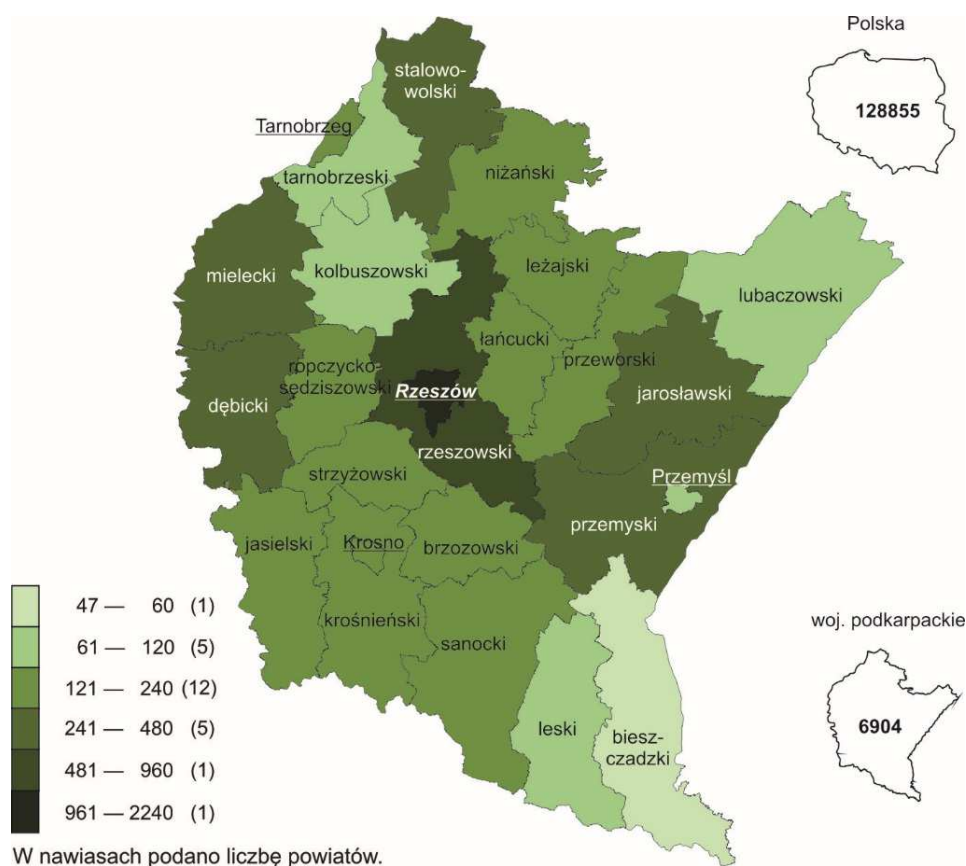 Polska
128855
stalowo-
wolski
Tarnobrzeg
tarnobrzeski
niżański
mielecki
kolbuszowski
leżajski
lubaczowski
łańcucki
przeworski
ropczycko-
sędziszowski
dębicki
Rzeszów
jarosławski
rzeszowski
strzyżowski
Przemyśl
przemyski
jasielski
Krosno
brzozowski
krośnieński
sanocki
leski
biesz-
czadzki
woj. podkarpackie
6904
47 — 60 (1)
61 — 120 (5)
121 — 240 (12)
241 — 480 (5)
481 — 960 (1)
961 — 2240 (1)
W nawiasach podano liczbę powiatów.